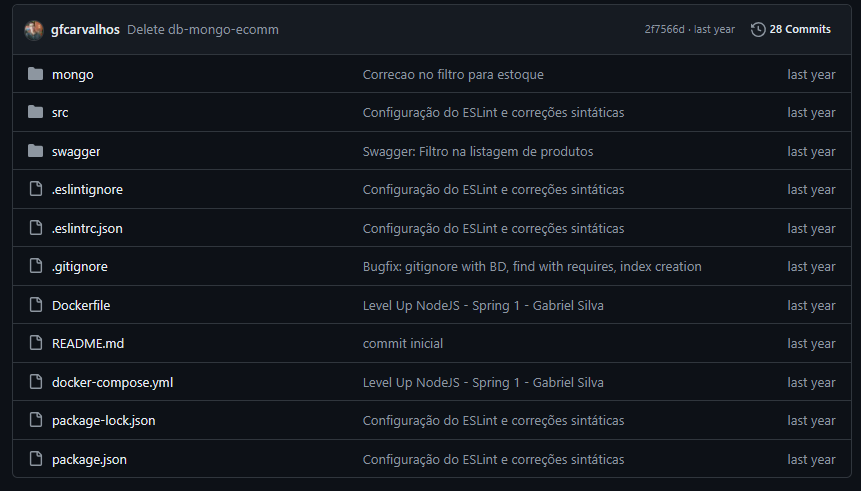 gfcarvalhos Delete db-mongo-ecomm 2f7566d · last year 28 Commits
mongo Correcao no filtro para estoque last year
src Configuração do ESLint e correções sintáticas last year
swagger Swagger: Filtro na listagem de produtos last year
.eslintignore Configuração do ESLint e correções sintáticas last year
.eslintrc.json Configuração do ESLint e correções sintáticas last year
.gitignore Bugfix: gitignore with BD, find with requires, index creation last year
Dockerfile Level Up NodeJS - Spring 1 - Gabriel Silva last year
README.md commit inicial last year
docker-compose.yml Level Up NodeJS - Spring 1 - Gabriel Silva last year
package-lock.json Configuração do ESLint e correções sintáticas last year
package.json Configuração do ESLint e correções sintáticas last year